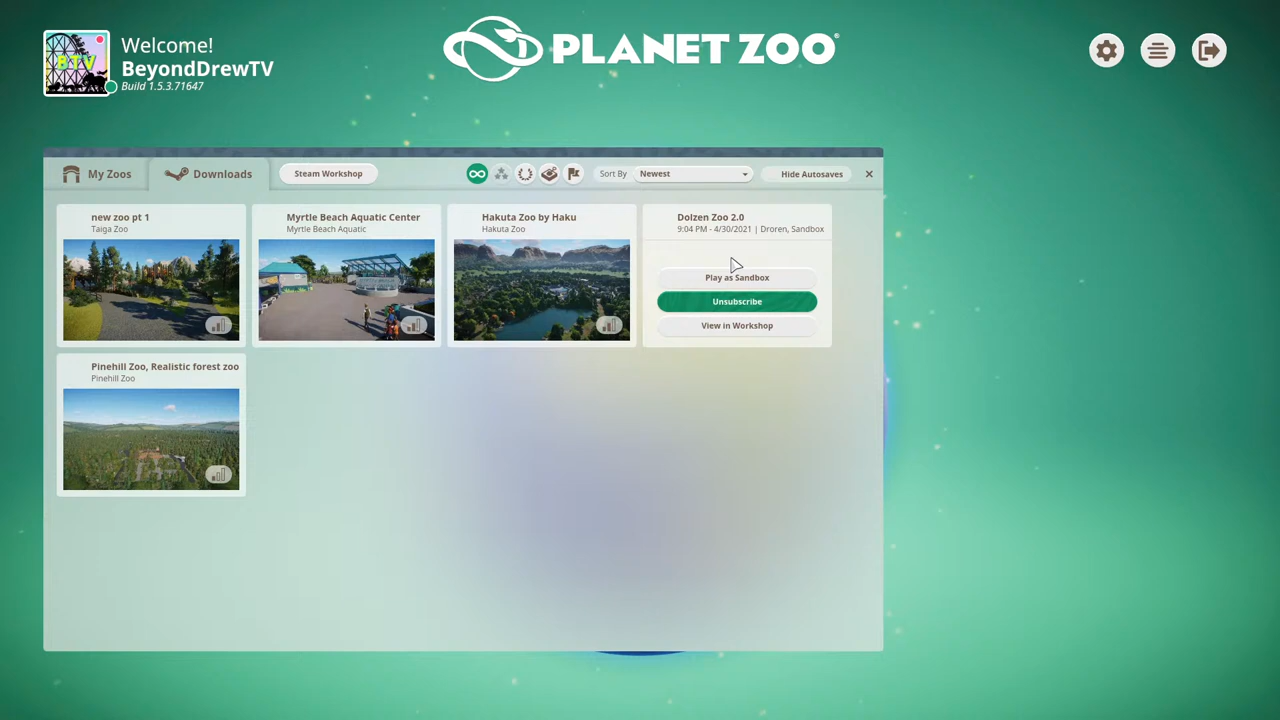 Welcome!
BeyondDrewTV
Build 1.5.3.71647
BTV
PLANET ZOO®
My Zoos
Downloads
Steam Workshop
Sort By
Newest
Hide Autosaves
new zoo pt 1
Taiga Zoo
Myrtle Beach Aquatic Center
Myrtle Beach Aquatic
Hakuta Zoo by Haku
Hakuta Zoo
Dolzen Zoo 2.0
9:04 PM - 4/30/2021 | Droren, Sandbox
Play as Sandbox
Unsubscribe
View in Workshop
Pinehill Zoo, Realistic forest zoo
Pinehill Zoo